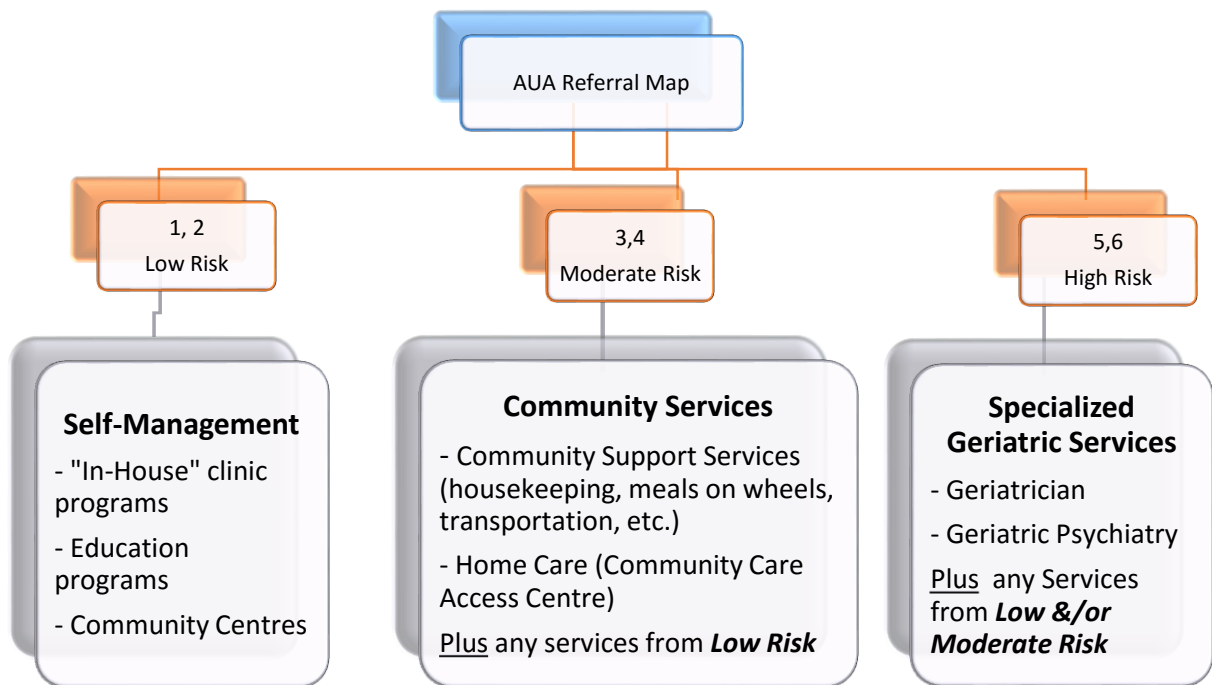 AUA Referral Map
1, 2
Low Risk
3,4
Moderate Risk
5,6
High Risk
Self-Management
- "In-House" clinic
programs
- Education
programs
- Community Centres
Community Services
- Community Support Services
(housekeeping, meals on wheels,
transportation, etc.)
- Home Care (Community Care
Access Centre)
Plus any services from Low Risk
Specialized
Geriatric Services
- Geriatrician
- Geriatric Psychiatry
Plus any Services
from Low &/or
Moderate Risk